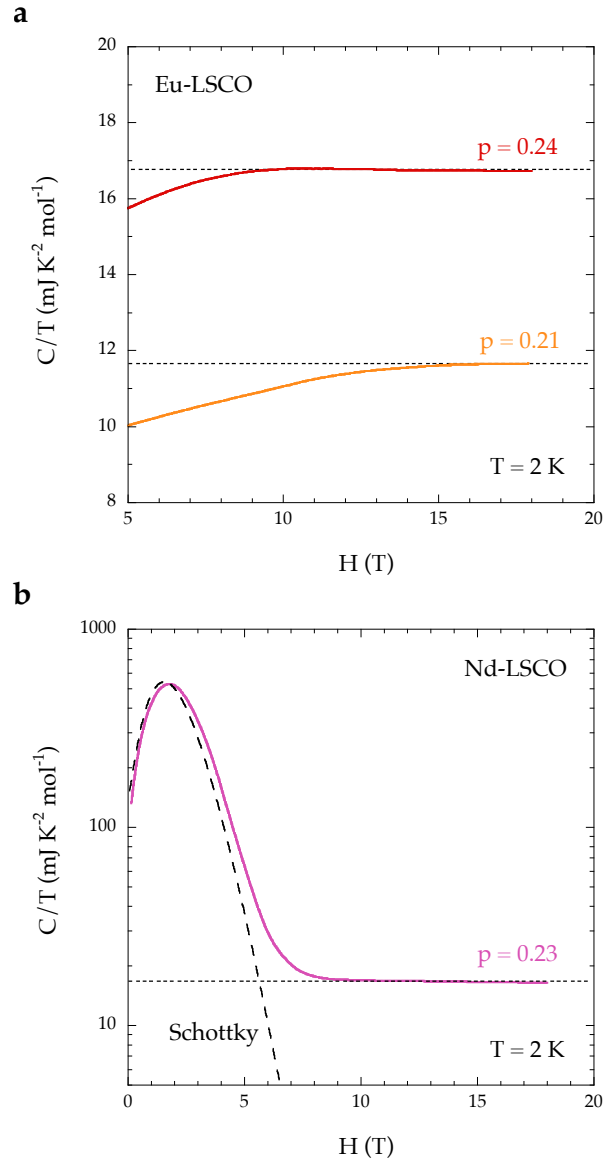 a
20
18
16
14
12
10
8
C/T (mJ K-2 mol-1)
Eu-LSCO
p = 0.24
p = 0.21
T = 2 K
5
10
15
20
H (T)
b
1000
100
10
C/T (mJ K-2 mol-1)
Nd-LSCO
p = 0.23
Schottky
T = 2 K
0
5
10
15
20
H (T)